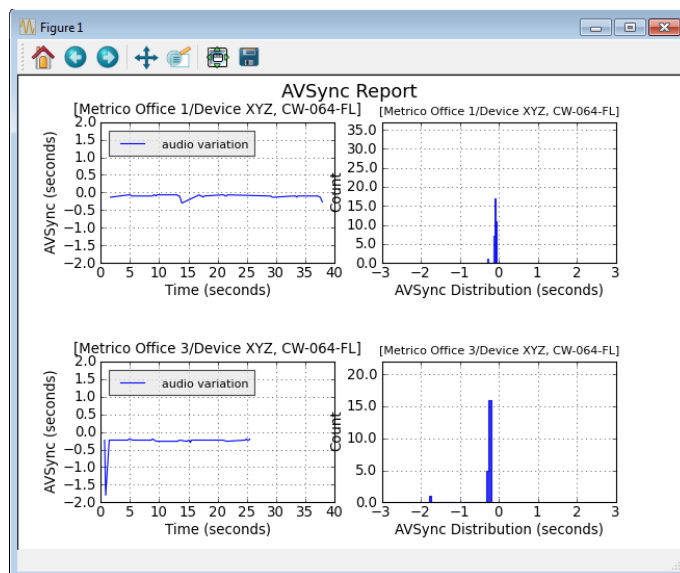 Figure 1
AVSync Report
[Metrico Office 1/Device XYZ, CW-064-FL]
AVSync (seconds)
2.0
1.5
1.0
0.5
0.0
−0.5
−1.0
−1.5
−2.0
audio variation
0 5 10 15 20 25 30 35 40
Time (seconds)
[Metrico Office 1/Device XYZ, CW-064-FL]
Count
35.0
30.0
25.0
20.0
15.0
10.0
5.0
0.0
−3 −2 −1 0 1 2 3
AVSync Distribution (seconds)
[Metrico Office 3/Device XYZ, CW-064-FL]
AVSync (seconds)
2.0
1.5
1.0
0.5
0.0
−0.5
−1.0
−1.5
−2.0
audio variation
0 5 10 15 20 25 30 35 40
Time (seconds)
[Metrico Office 3/Device XYZ, CW-064-FL]
Count
20.0
15.0
10.0
5.0
0.0
−3 −2 −1 0 1 2 3
AVSync Distribution (seconds)